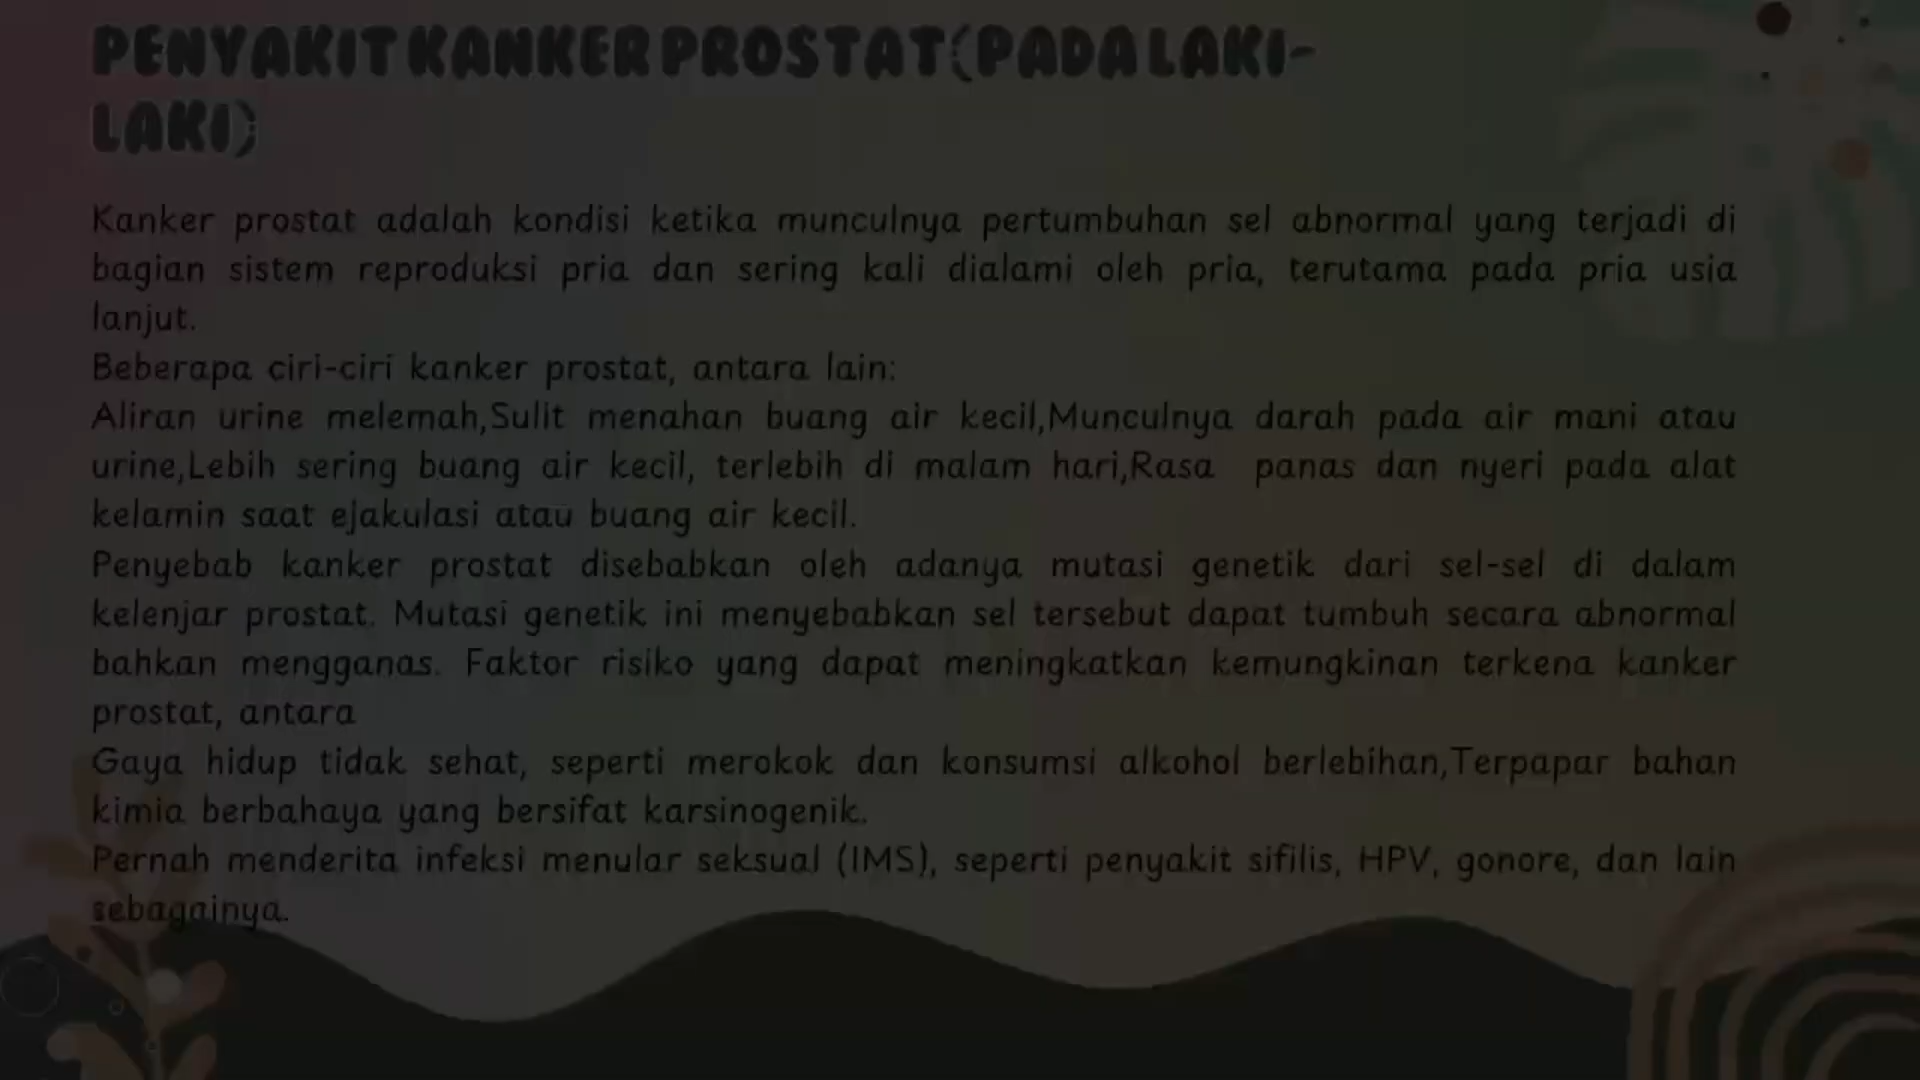 PENYAKIT KANKER PROSTAT(PADA LAKI-
LAKI)
Kanker prostat adalah kondisi ketika munculnya pertumbuhan sel abnormal yang terjadi di
bagian sistem reproduksi pria dan sering kali dialami oleh pria, terutama pada pria usia
lanjut.
Beberapa ciri-ciri kanker prostat, antara lain:
Aliran urine melemah,Sulit menahan buang air kecil,Munculnya darah pada air mani atau
urine,Lebih sering buang air kecil, terlebih di malam hari,Rasa panas dan nyeri pada alat
kelamin saat ejakulasi atau buang air kecil.
Penyebab kanker prostat disebabkan oleh adanya mutasi genetik dari sel-sel di dalam
kelenjar prostat. Mutasi genetik ini menyebabkan sel tersebut dapat tumbuh secara abnormal
bahkan mengganas. Faktor risiko yang dapat meningkatkan kemungkinan terkena kanker
prostat, antara
Gaya hidup tidak sehat, seperti merokok dan konsumsi alkohol berlebihan,Terpapar bahan
kimia berbahaya yang bersifat karsinogenik.
Pernah menderita infeksi menular seksual (IMS), seperti penyakit sifilis, HPV, gonore, dan lain
sebagainya.